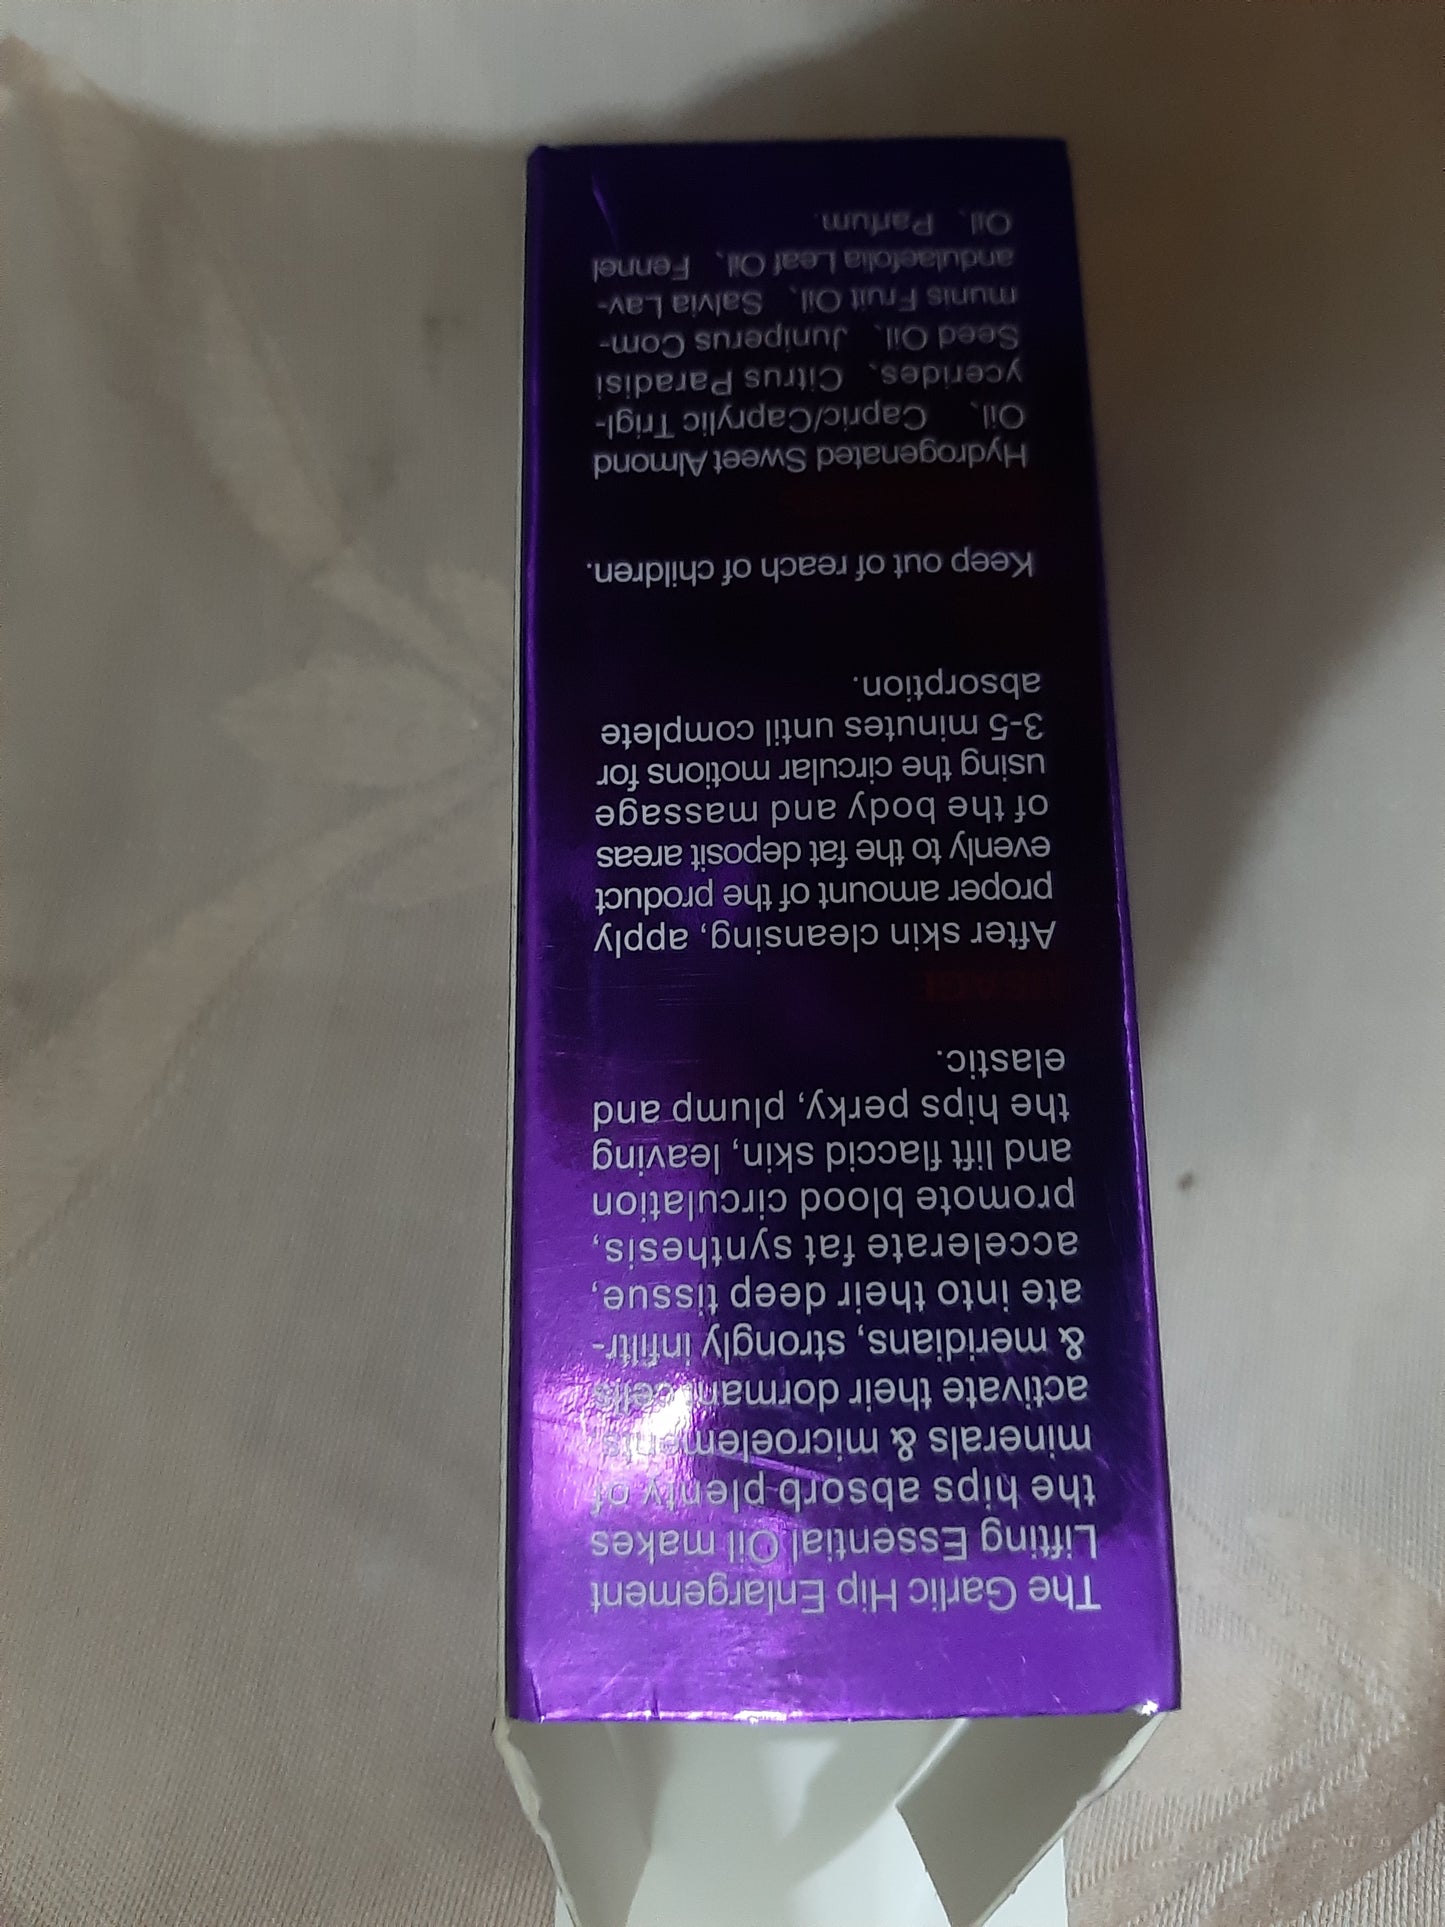 The Garlic Hip Enlargement
Lifting Essential Oil makes
the hips absorb plenty of
minerals & microelements
activate their dormant cells
& meridians, strongly infiltr-
ate into their deep tissue,
accelerate fat synthesis,
promote blood circulation
and lift flaccid skin, leaving
the hips perky, plump and
elastic.
After skin cleansing, apply
proper amount of the product
evenly to the fat deposit areas
of the body and massage
using the circular motions for
3-5 minutes until complete
absorption.
Keep out of reach of children.
Hydrogenated Sweet Almond
Oil、 Capric/Caprylic Trigl-
ycerides、Citrus Paradisi
Seed Oil、 Juniperus Com-
munis Fruit Oil、 Salvia Lav-
andulaefolia Leaf Oil、 Fennel
Oil、 Parfum.